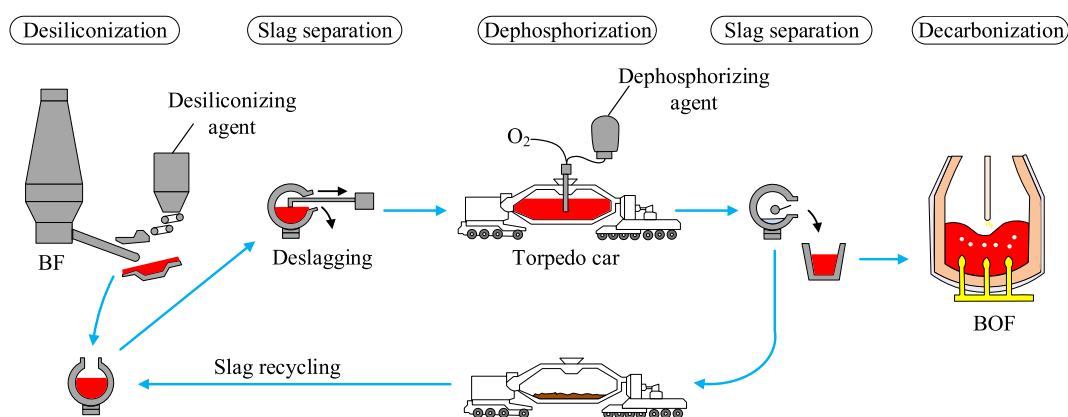 Desiliconization
Slag separation
Dephosphorization
Slag separation
Decarbonization
Desiliconizing
agent
Dephosphorizing
agent
O₂
BF
Deslagging
Torpedo car
BOF
Slag recycling